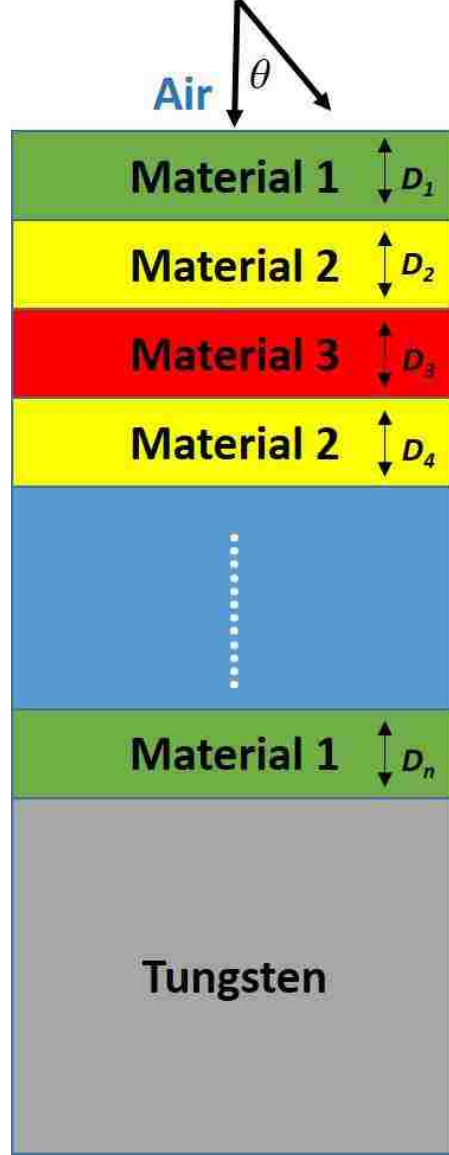 Air θ
Material 1 D1
Material 2 D2
Material 3 D3
Material 2 D4
Material 1 Dn
Tungsten